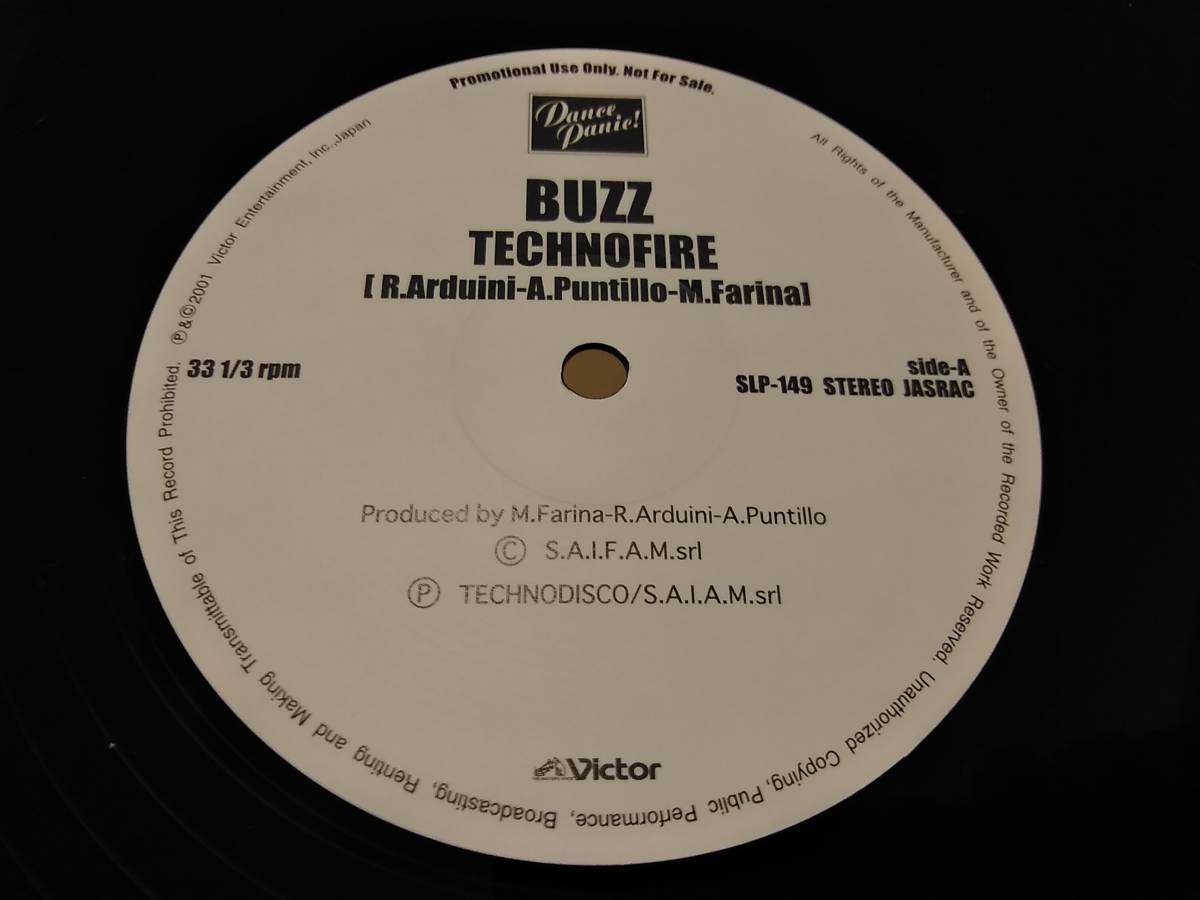 Promotional Use Only. Not For Sale.
Dance
Panic!
BUZZ
TECHNOFIRE
[ R.Arduini-A.Puntillo-M.Farina]
33 1/3 rpm
side-A
SLP-149 STEREO JASRAC
Produced by M.Farina-R.Arduini-A.Puntillo
Ⓒ S.A.I.F.A.M.srl
Ⓟ TECHNODISCO/S.A.I.A.M.srl
Victor
All Rights of the Manufacturer and of the Owner of the Recorded Work Reserved. Unauthorized Copying, Public Performance, Broadcasting, Renting and Making Transmittable of This Record Prohibited. Ⓟ&Ⓒ2001 Victor Entertainment, Inc.,Japan